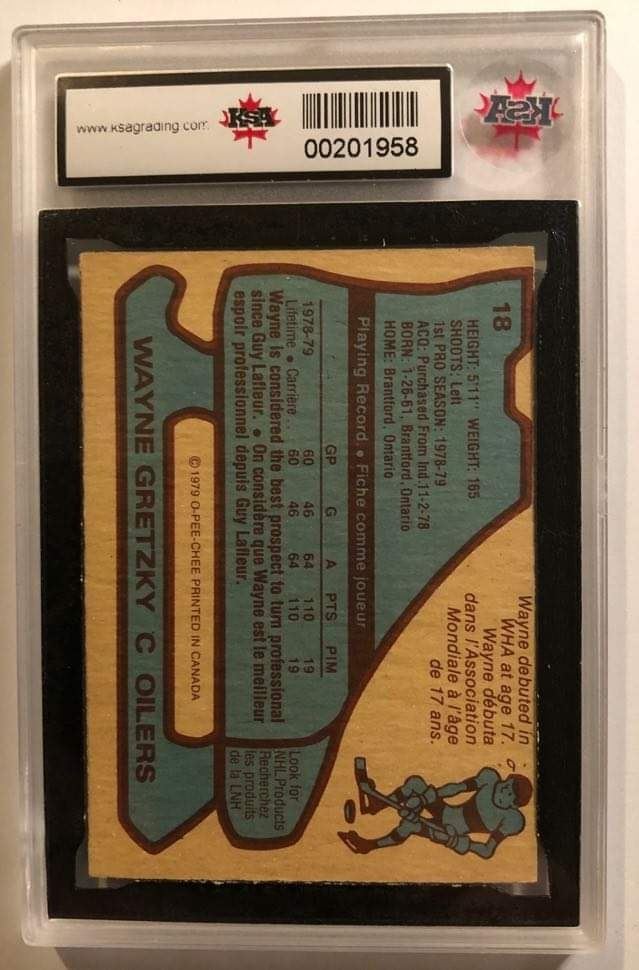 www.ksagrading.com
KSA
00201958
KSA
18
HEIGHT: 5'11" WEIGHT: 165
SHOOTS: Left
1st PRO SEASON: 1978-79
ACQ: Purchased From Ind.11-2-78
BORN: 1-26-61, Brantford, Ontario
HOME: Brantford, Ontario
Wayne debuted in
WHA at age 17.
Wayne débuta
dans l'Association
Mondiale à l'âge
de 17 ans.
Playing Record. • Fiche comme joueur
GP G A PTS PIM
1978-79 60 46 64 110 19
Lifetime • Carrière... 60 46 64 110 19
Wayne is considered the best prospect to turn professional
since Guy Lafleur. • On considère que Wayne est le meilleur
espoir professionnel depuis Guy Lafleur.
Look for
NHL Products
Recherchez
les produits
de la LNH
© 1979 O-PEE-CHEE PRINTED IN CANADA
WAYNE GRETZKY C OILERS